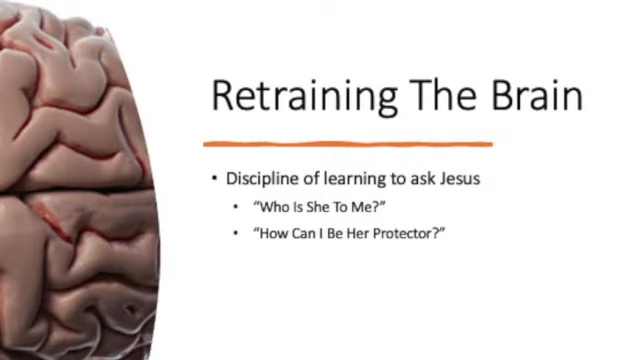 Retraining The Brain
• Discipline of learning to ask Jesus
• “Who Is She To Me?”
• “How Can I Be Her Protector?”